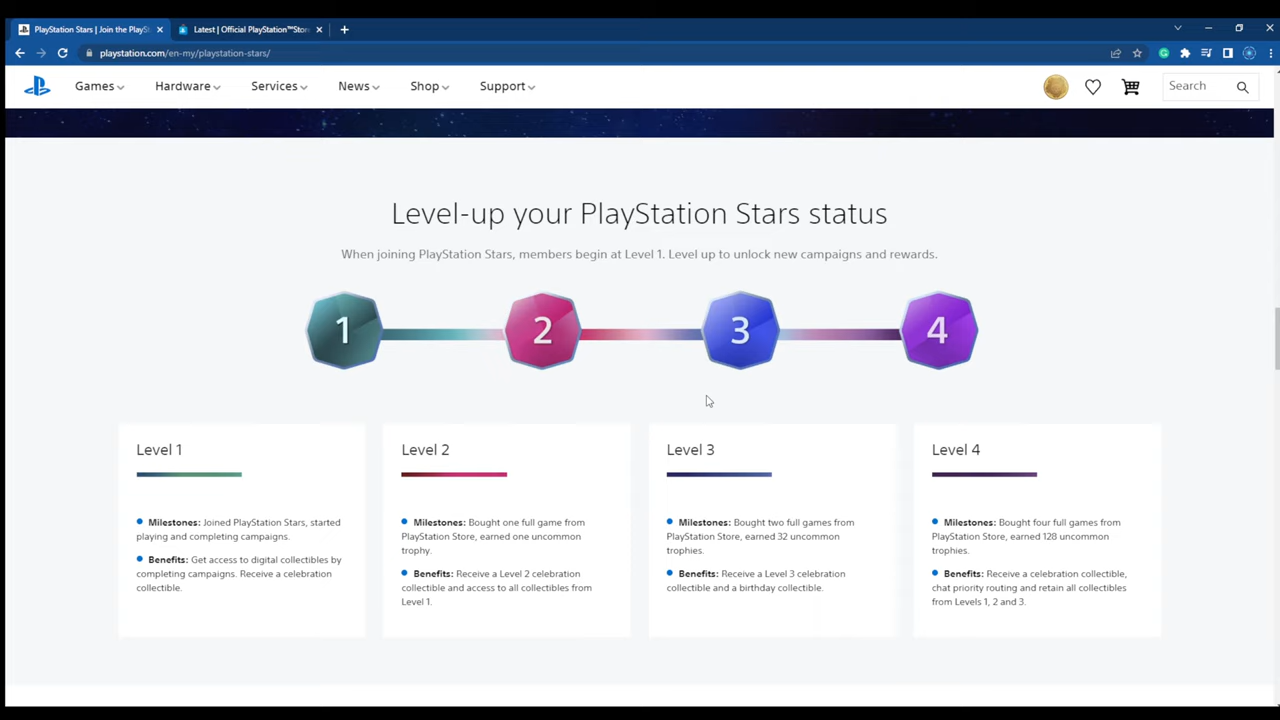 PlayStation Stars | Join the PlayS
Latest | Official PlayStation™Store
playstation.com/en-my/playstation-stars/
Games
Hardware
Services
News
Shop
Support
Search
Level-up your PlayStation Stars status
When joining PlayStation Stars, members begin at Level 1. Level up to unlock new campaigns and rewards.
1
2
3
4
Level 1
Milestones: Joined PlayStation Stars, started
playing and completing campaigns.
Benefits: Get access to digital collectibles by
completing campaigns. Receive a celebration
collectible.
Level 2
Milestones: Bought one full game from
PlayStation Store, earned one uncommon
trophy.
Benefits: Receive a Level 2 celebration
collectible and access to all collectibles from
Level 1.
Level 3
Milestones: Bought two full games from
PlayStation Store, earned 32 uncommon
trophies.
Benefits: Receive a Level 3 celebration
collectible and a birthday collectible.
Level 4
Milestones: Bought four full games from
PlayStation Store, earned 128 uncommon
trophies.
Benefits: Receive a celebration collectible,
chat priority routing and retain all collectibles
from Levels 1, 2 and 3.